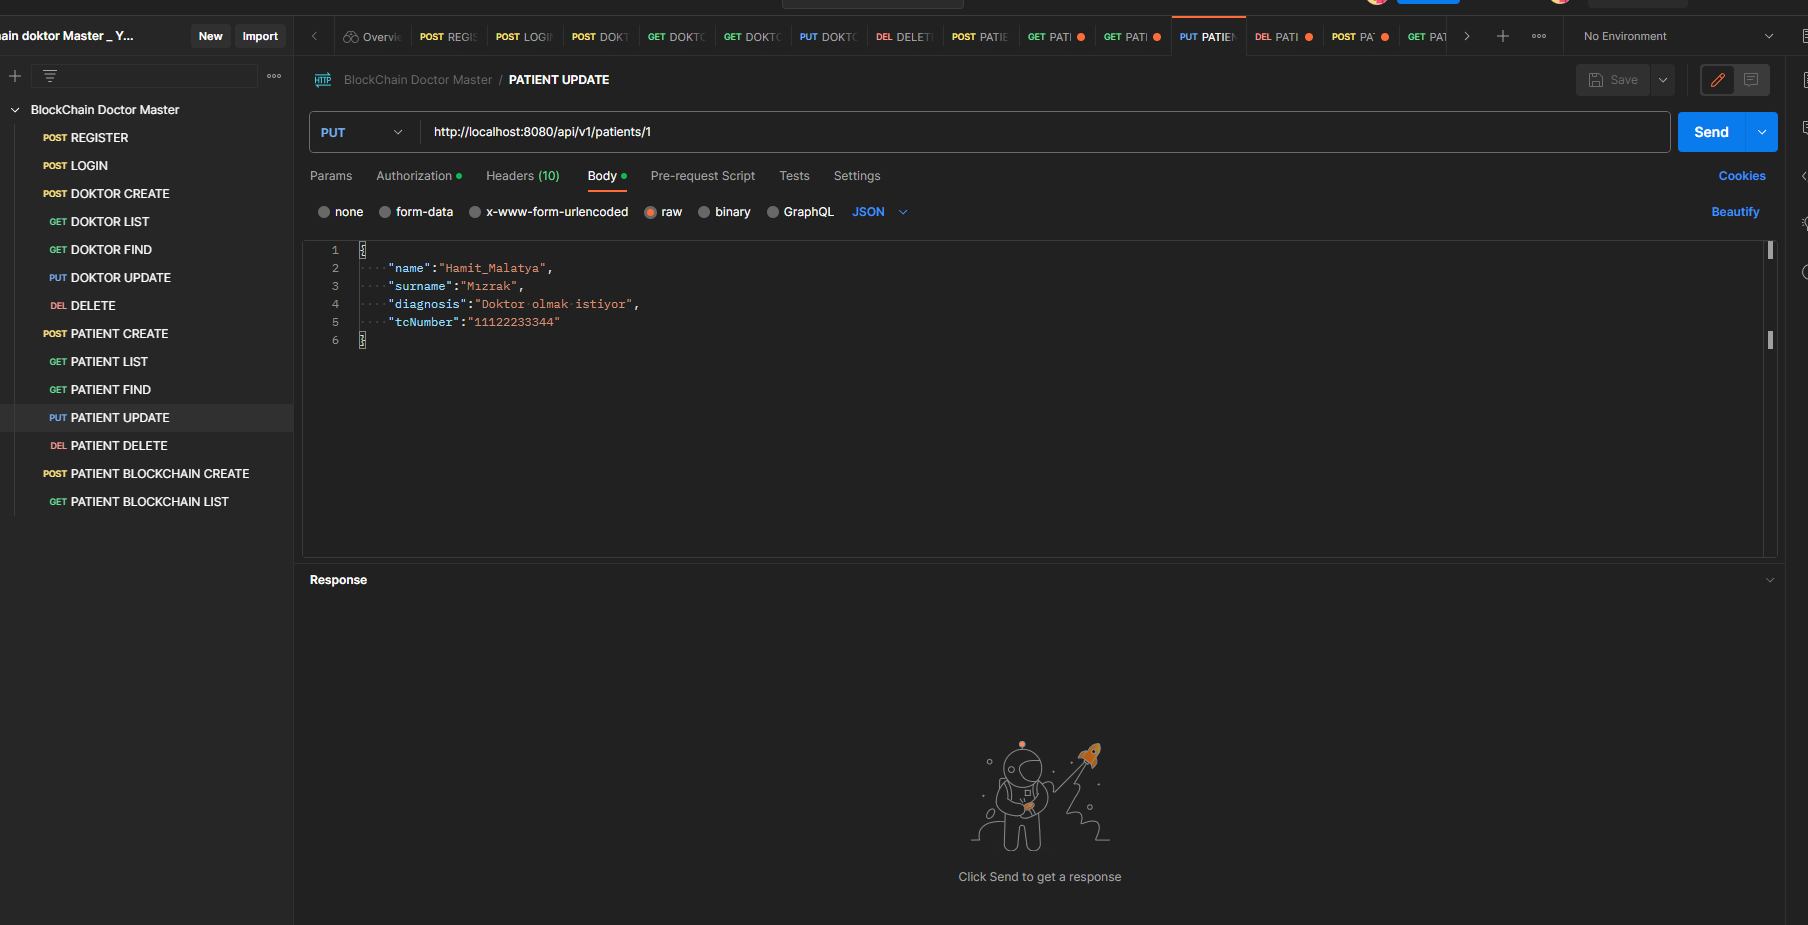 ain doktor Master _ Y...
New
Import
Overvie
POST REGIS
POST LOGIN
POST DOKT
GET DOKTO
GET DOKTO
PUT DOKTO
DEL DELET
POST PATIE
GET PATI
GET PATI
PUT PATIEN
DEL PATI
POST PA
GET PAT
No Environment
BlockChain Doctor Master / PATIENT UPDATE
Save
BlockChain Doctor Master
POST REGISTER
POST LOGIN
POST DOKTOR CREATE
GET DOKTOR LIST
GET DOKTOR FIND
PUT DOKTOR UPDATE
DEL DELETE
POST PATIENT CREATE
GET PATIENT LIST
GET PATIENT FIND
PUT PATIENT UPDATE
DEL PATIENT DELETE
POST PATIENT BLOCKCHAIN CREATE
GET PATIENT BLOCKCHAIN LIST
HTTP
PUT
http://localhost:8080/api/v1/patients/1
Send
Params Authorization Headers (10) Body Pre-request Script Tests Settings
Cookies
none form-data x-www-form-urlencoded raw binary GraphQL JSON
Beautify
1 {
2 "name":"Hamit_Malatya",
3 "surname":"Mızrak",
4 "diagnosis":"Doktor olmak istiyor",
5 "tcNumber":"11122233344"
6 }
Response
Click Send to get a response